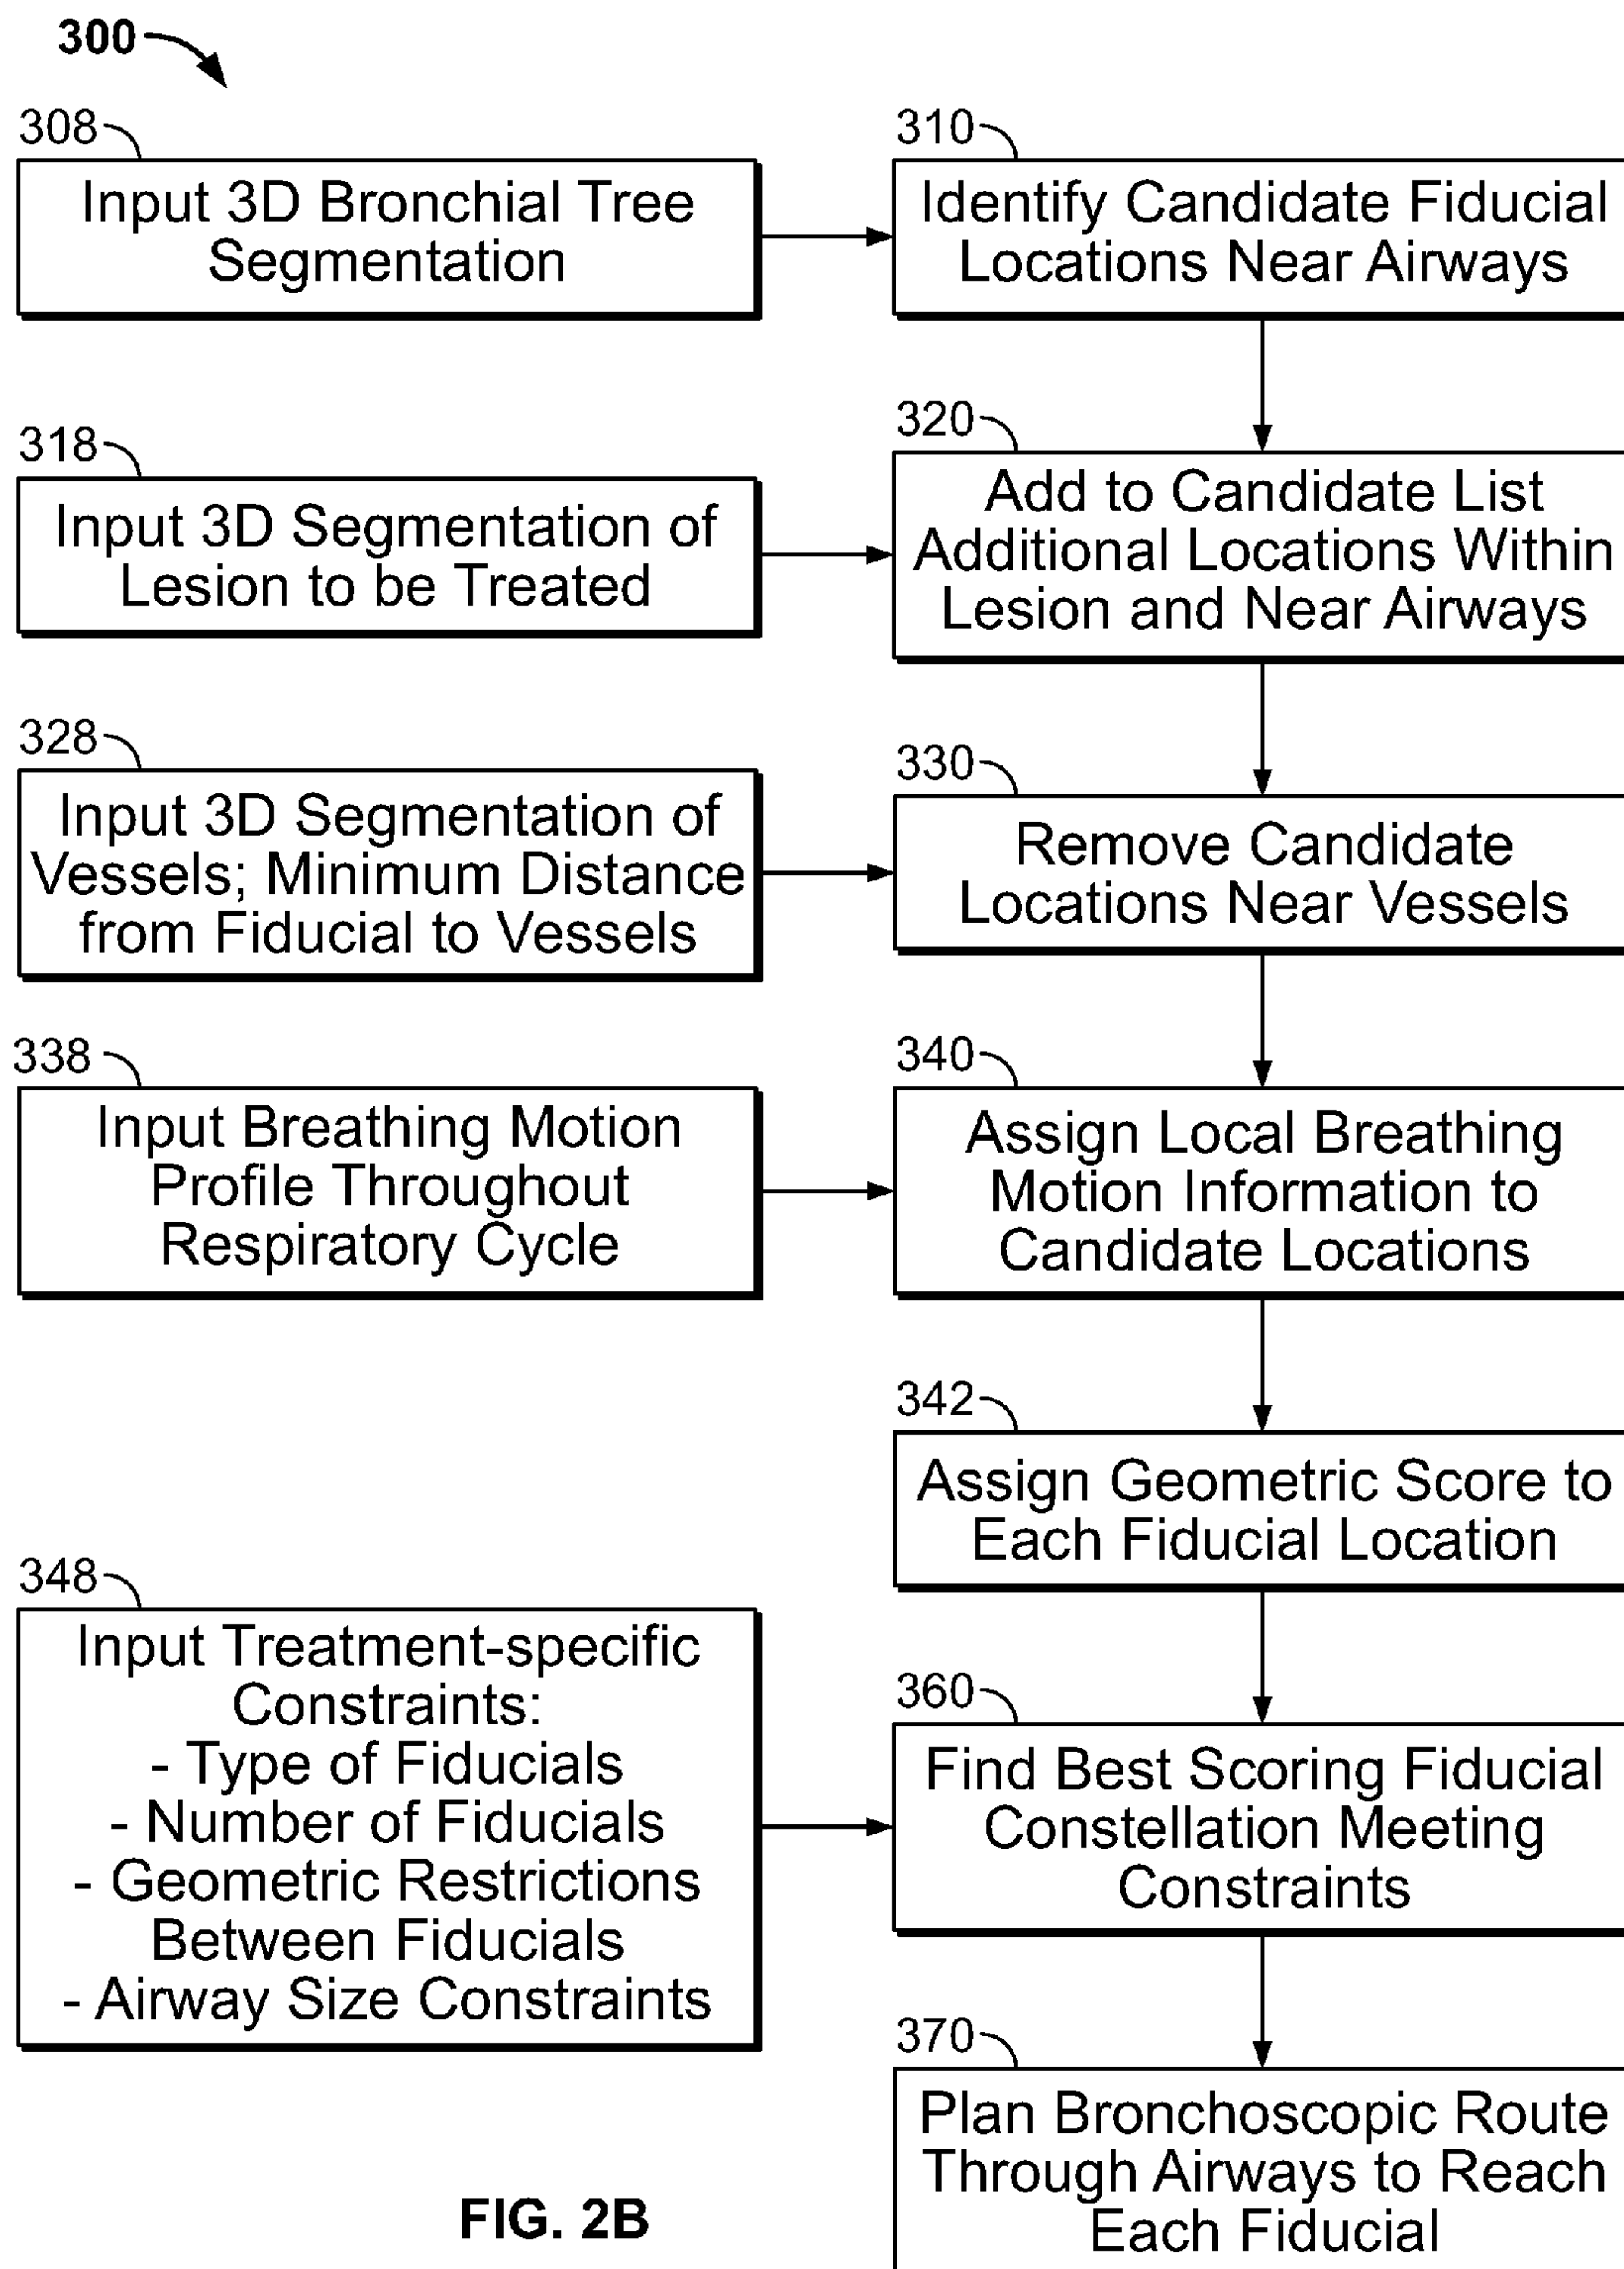 300
308
Input 3D Bronchial Tree
Segmentation
310
Identify Candidate Fiducial
Locations Near Airways
318
Input 3D Segmentation of
Lesion to be Treated
320
Add to Candidate List
Additional Locations Within
Lesion and Near Airways
328
Input 3D Segmentation of
Vessels; Minimum Distance
from Fiducial to Vessels
330
Remove Candidate
Locations Near Vessels
338
Input Breathing Motion
Profile Throughout
Respiratory Cycle
340
Assign Local Breathing
Motion Information to
Candidate Locations
342
Assign Geometric Score to
Each Fiducial Location
348
Input Treatment-specific
Constraints:
- Type of Fiducials
- Number of Fiducials
- Geometric Restrictions
Between Fiducials
- Airway Size Constraints
360
Find Best Scoring Fiducial
Constellation Meeting
Constraints
370
Plan Bronchoscopic Route
Through Airways to Reach
Each Fiducial
FIG. 2B